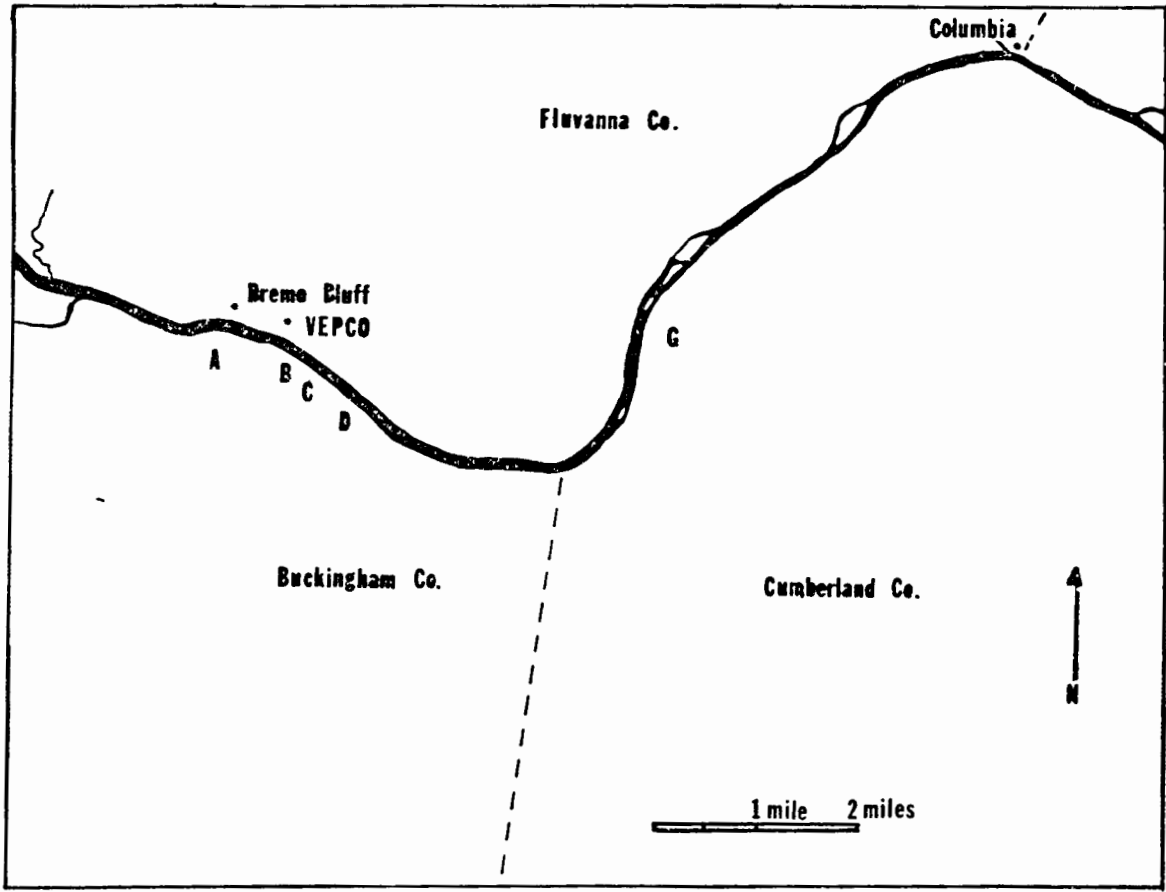 Columbia
Fluvanna Co.
Bremo Bluff
VEPCO
A
B
C
D
G
Buckingham Co.
Cumberland Co.
N
1 mile 2 miles